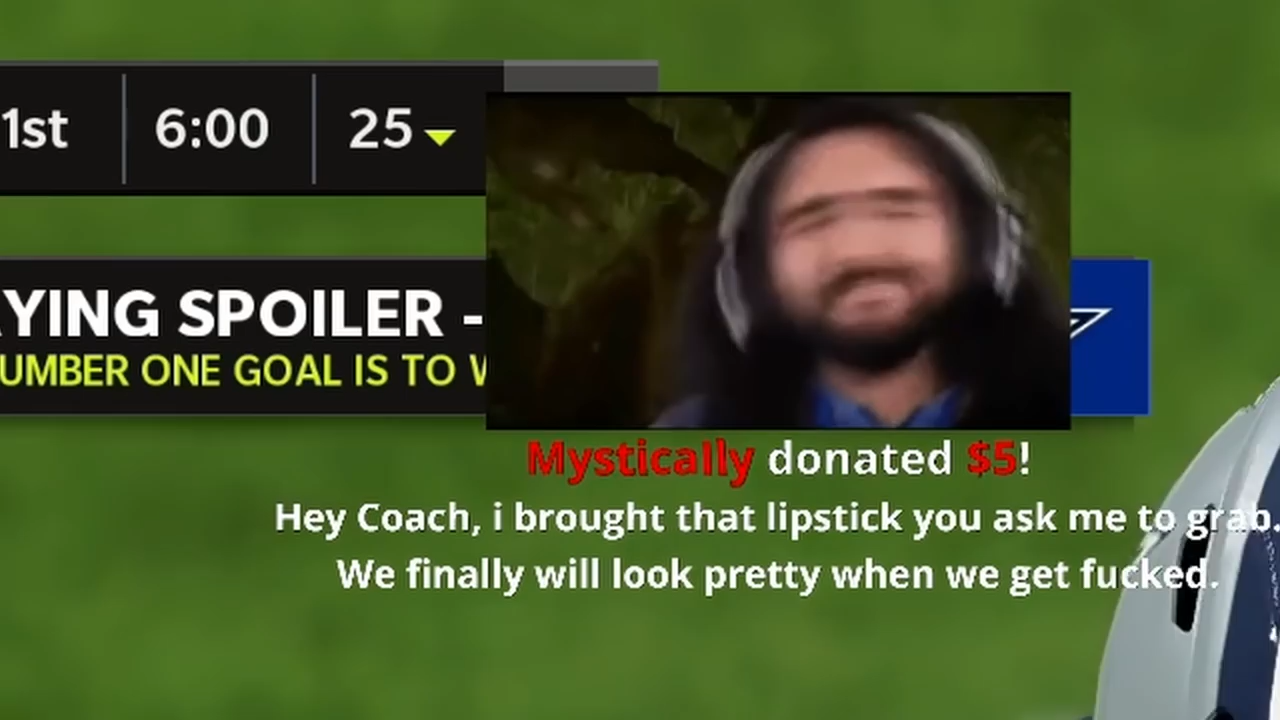 1st 6:00 25
YING SPOILER -
UMBER ONE GOAL IS TO
Mystically donated $5!
Hey Coach, i brought that lipstick you ask me to grab.
We finally will look pretty when we get fucked.